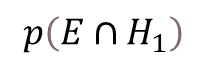 p(E ∩ H₁)